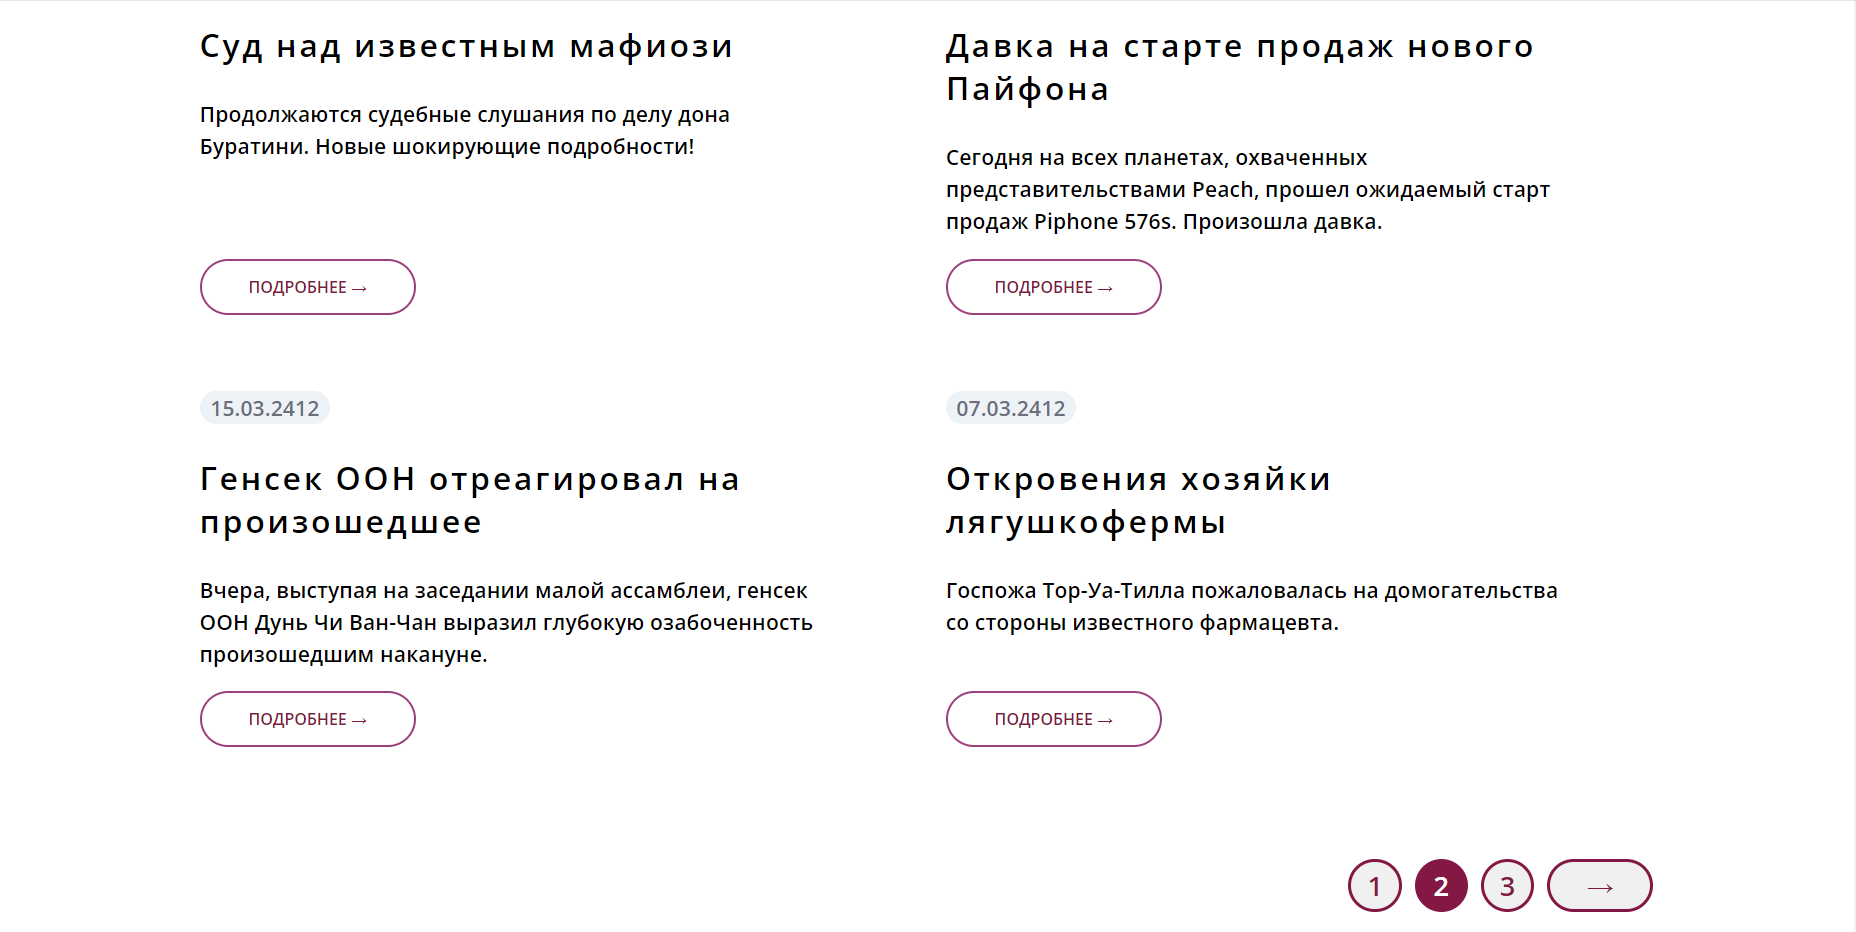 Суд над известным мафиози
Продолжаются судебные слушания по делу дона
Буратини. Новые шокирующие подробности!
ПОДРОБНЕЕ →
Давка на старте продаж нового
Пайфона
Сегодня на всех планетах, охваченных
представительствами Peach, прошел ожидаемый старт
продаж Piphone 576s. Произошла давка.
ПОДРОБНЕЕ →
15.03.2412
Генсек ООН отреагировал на
произошедшее
Вчера, выступая на заседании малой ассамблеи, генсек
ООН Дунь Чи Ван-Чан выразил глубокую озабоченность
произошедшим накануне.
ПОДРОБНЕЕ →
07.03.2412
Откровения хозяйки
лягушкофермы
Госпожа Тор-Уа-Тилла пожаловалась на домогательства
со стороны известного фармацевта.
ПОДРОБНЕЕ →
1 2 3 →